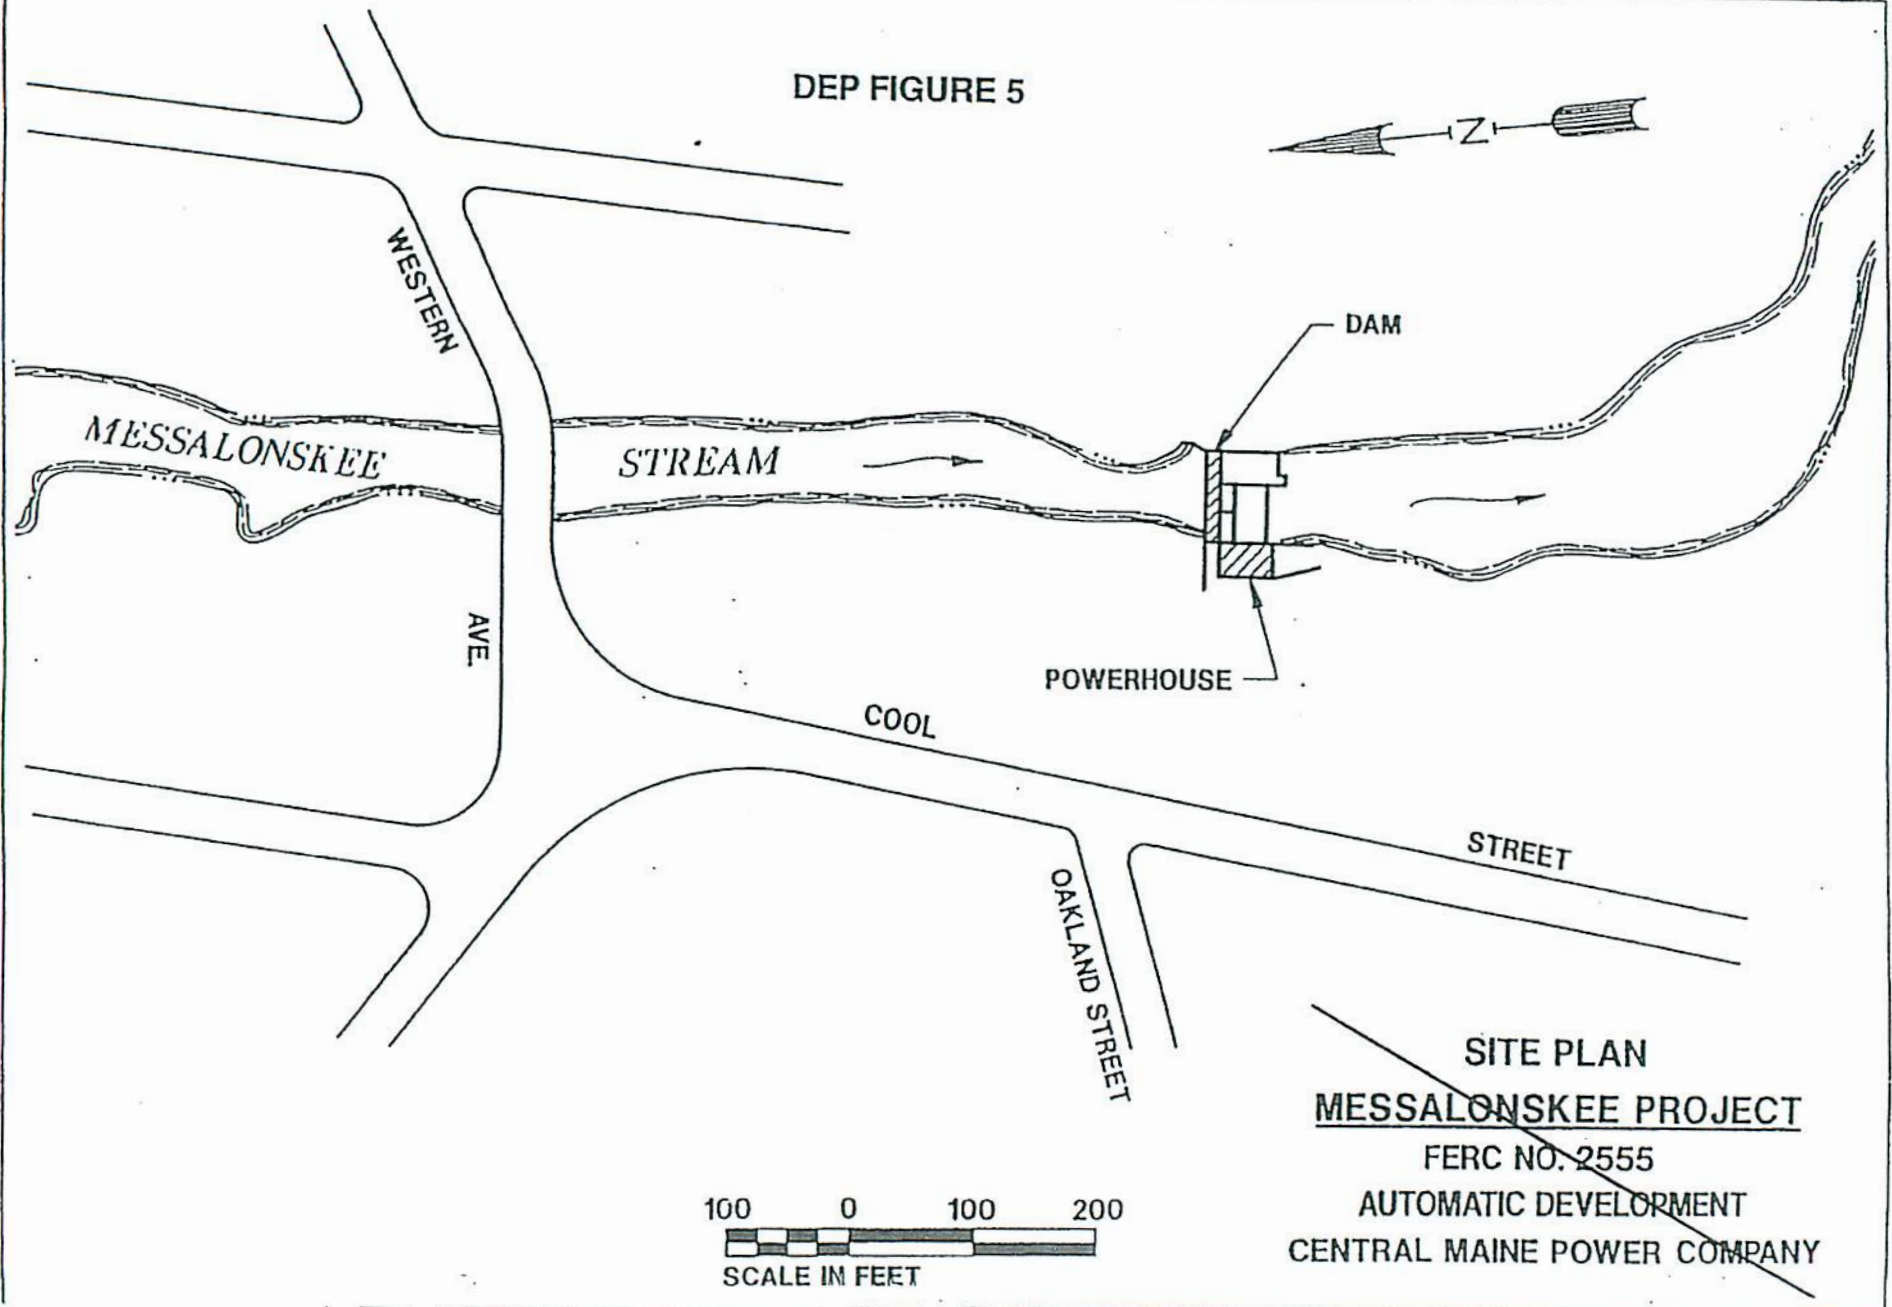 DEP FIGURE 5
N
WESTERN
DAM
MESSALONSKEE
STREAM
AVE.
POWERHOUSE
COOL
STREET
OAKLAND STREET
SITE PLAN
MESSALONSKEE PROJECT
FERC NO. 2555
AUTOMATIC DEVELOPMENT
CENTRAL MAINE POWER COMPANY
100 0 100 200
SCALE IN FEET